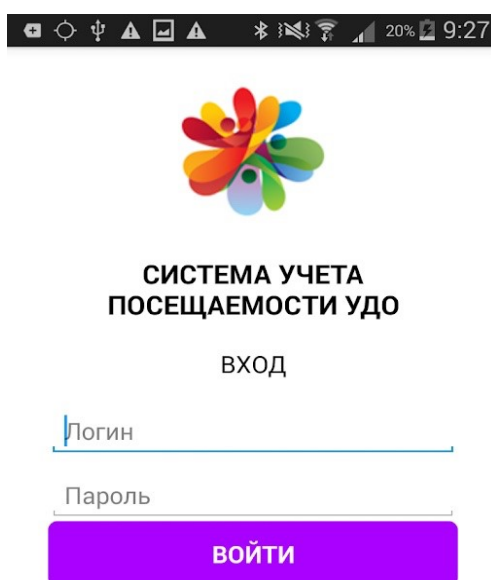 20% 9:27
СИСТЕМА УЧЕТА
ПОСЕЩАЕМОСТИ УДО
ВХОД
Логин
Пароль
ВОЙТИ